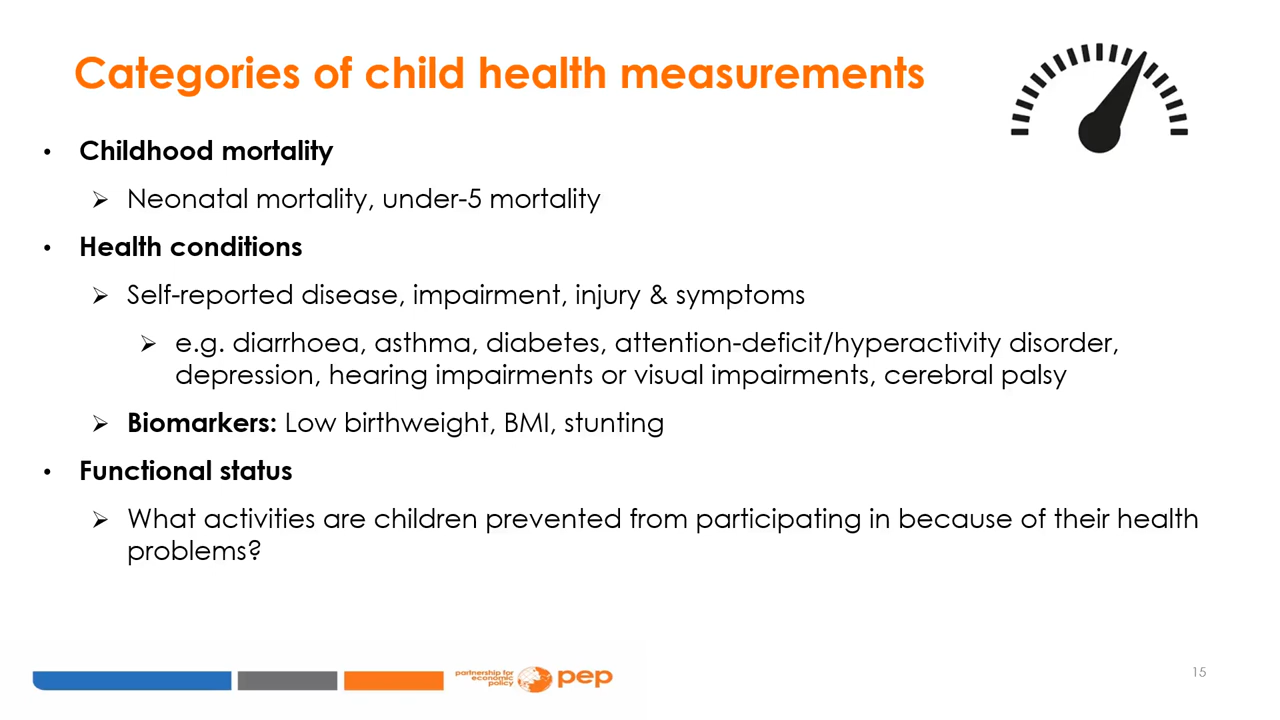 Categories of child health measurements
• Childhood mortality
➢ Neonatal mortality, under-5 mortality
• Health conditions
➢ Self-reported disease, impairment, injury & symptoms
➢ e.g. diarrhoea, asthma, diabetes, attention-deficit/hyperactivity disorder,
depression, hearing impairments or visual impairments, cerebral palsy
➢ Biomarkers: Low birthweight, BMI, stunting
• Functional status
➢ What activities are children prevented from participating in because of their health
problems?
partnership for
economic
policy
pep
15